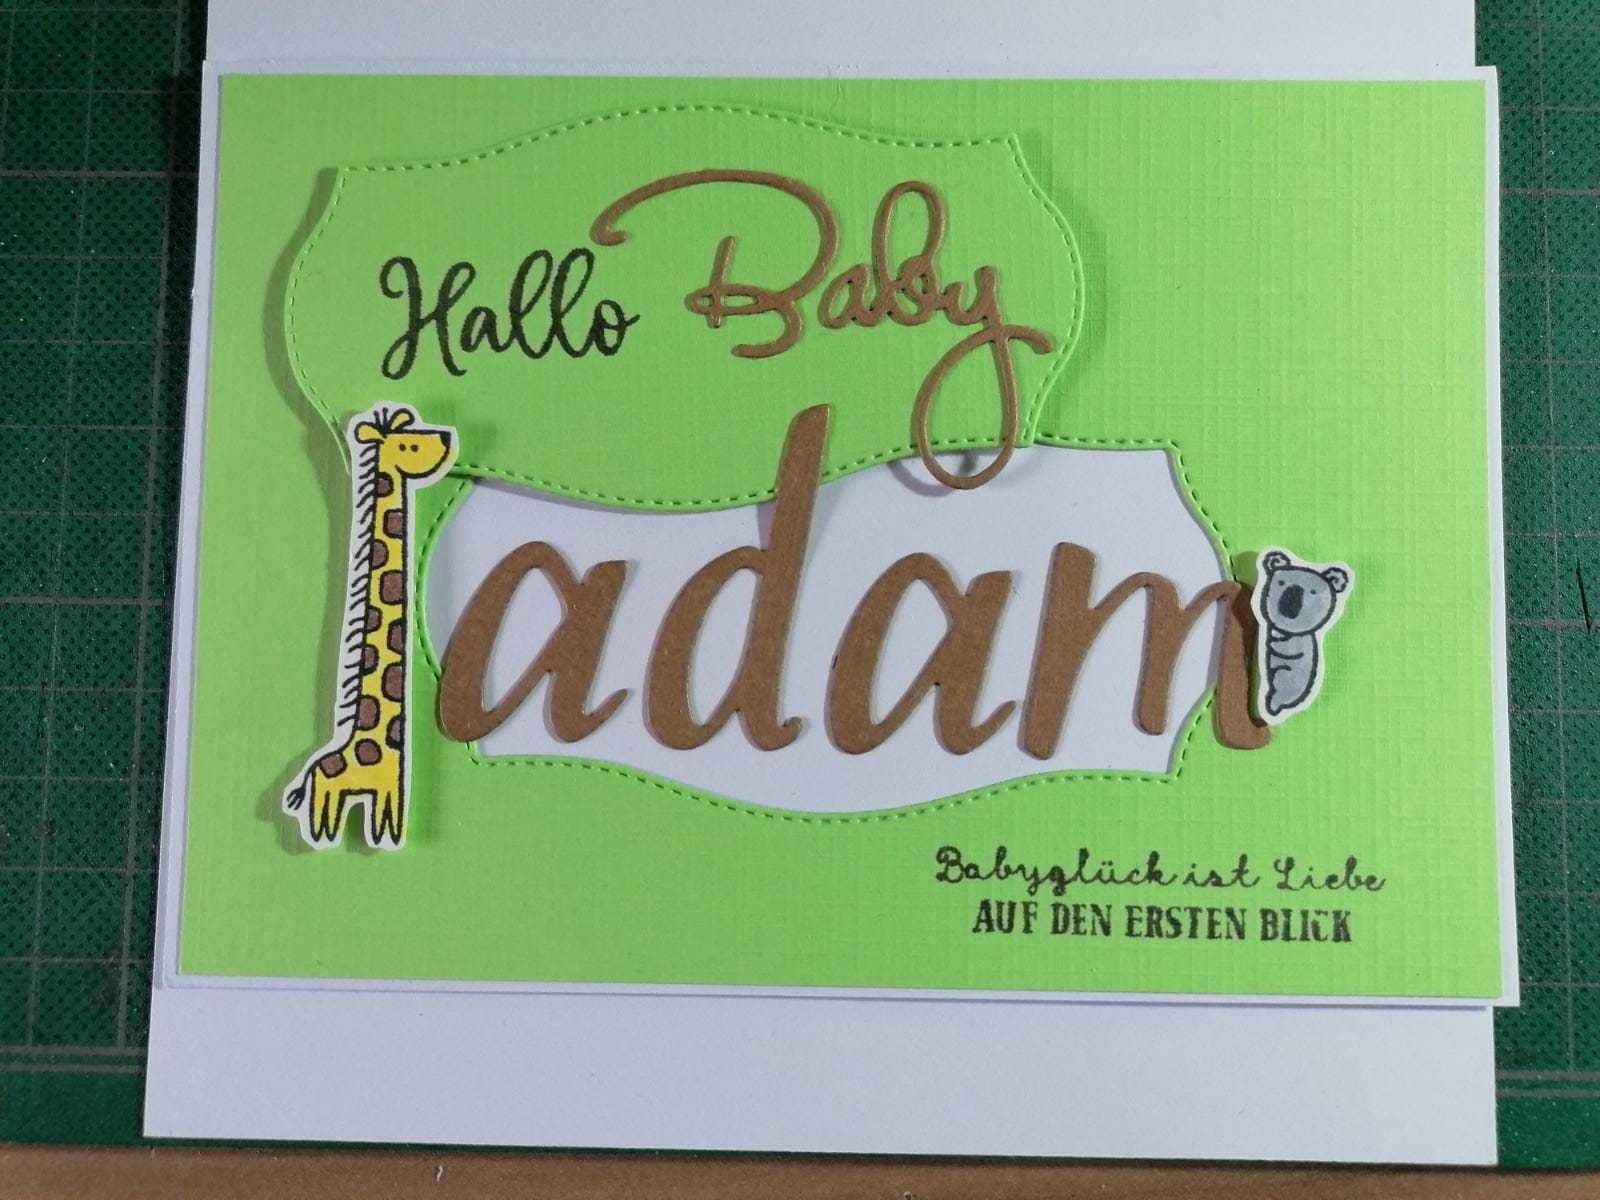 Hallo Baby
adam
Babyglück ist Liebe
AUF DEN ERSTEN BLICK